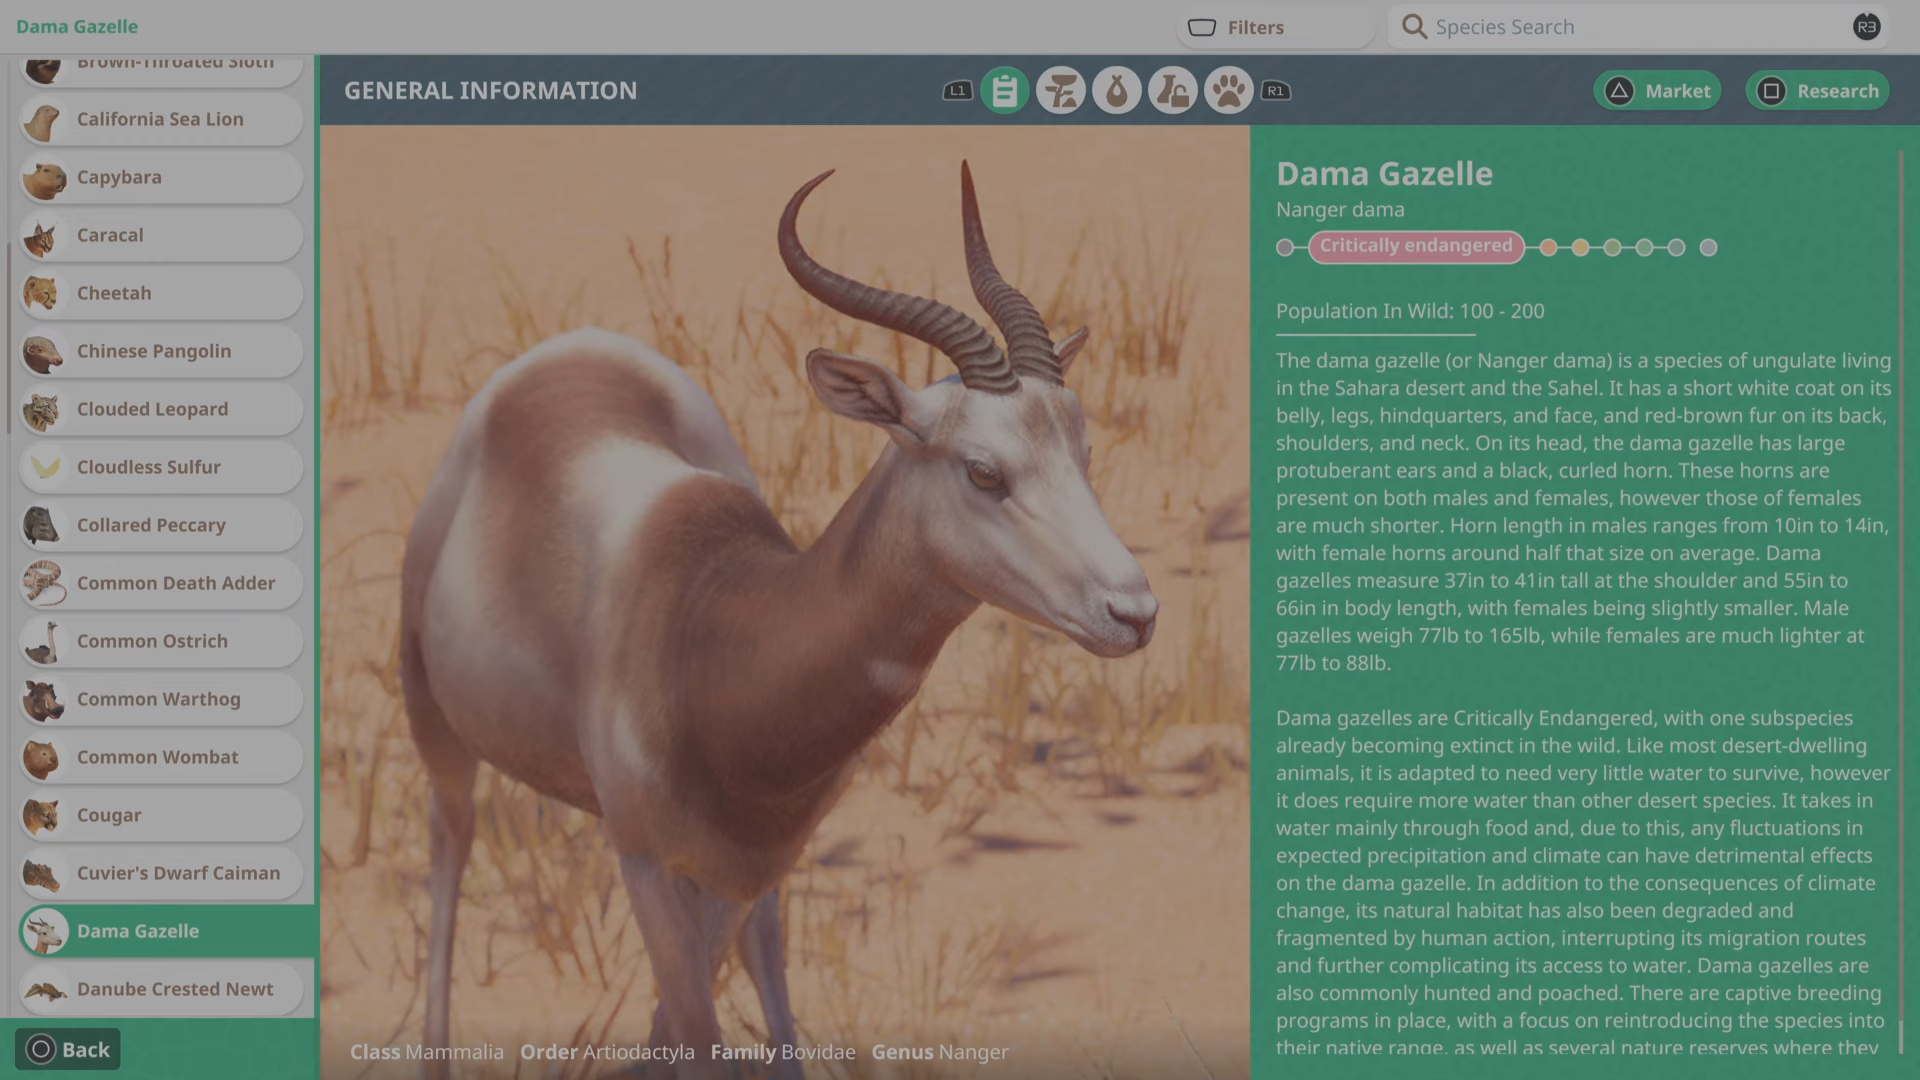 Dama Gazelle
Filters
Species Search
R3
Brown-Throated Sloth
California Sea Lion
Capybara
Caracal
Cheetah
Chinese Pangolin
Clouded Leopard
Cloudless Sulfur
Collared Peccary
Common Death Adder
Common Ostrich
Common Warthog
Common Wombat
Cougar
Cuvier's Dwarf Caiman
Dama Gazelle
Danube Crested Newt
Back
GENERAL INFORMATION
L1
R1
Market
Research
Class Mammalia Order Artiodactyla Family Bovidae Genus Nanger
Dama Gazelle
Nanger dama
Critically endangered
Population In Wild: 100 - 200
The dama gazelle (or Nanger dama) is a species of ungulate living
in the Sahara desert and the Sahel. It has a short white coat on its
belly, legs, hindquarters, and face, and red-brown fur on its back,
shoulders, and neck. On its head, the dama gazelle has large
protuberant ears and a black, curled horn. These horns are
present on both males and females, however those of females
are much shorter. Horn length in males ranges from 10in to 14in,
with female horns around half that size on average. Dama
gazelles measure 37in to 41in tall at the shoulder and 55in to
66in in body length, with females being slightly smaller. Male
gazelles weigh 77lb to 165lb, while females are much lighter at
77lb to 88lb.
Dama gazelles are Critically Endangered, with one subspecies
already becoming extinct in the wild. Like most desert-dwelling
animals, it is adapted to need very little water to survive, however
it does require more water than other desert species. It takes in
water mainly through food and, due to this, any fluctuations in
expected precipitation and climate can have detrimental effects
on the dama gazelle. In addition to the consequences of climate
change, its natural habitat has also been degraded and
fragmented by human action, interrupting its migration routes
and further complicating its access to water. Dama gazelles are
also commonly hunted and poached. There are captive breeding
programs in place, with a focus on reintroducing the species into
their native range, as well as several nature reserves where they